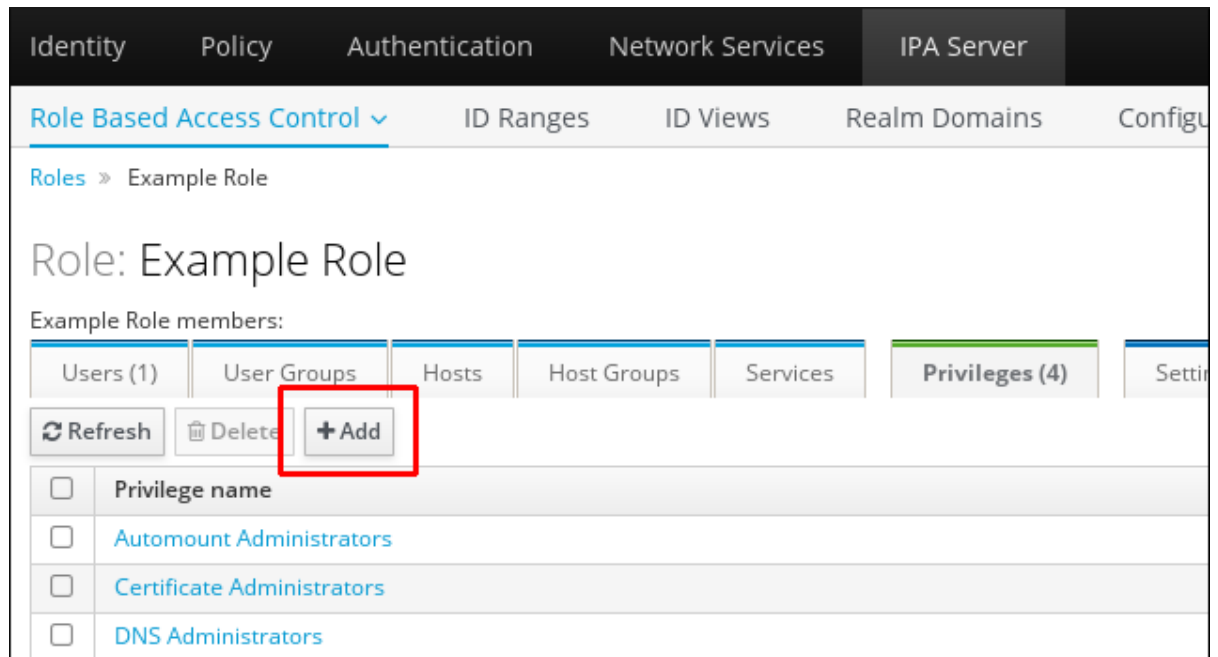 Identity Policy Authentication Network Services IPA Server
Role Based Access Control ID Ranges ID Views Realm Domains Configu
Roles » Example Role
Role: Example Role
Example Role members:
Users (1) User Groups Hosts Host Groups Services Privileges (4) Settin
Refresh Delete +Add
Privilege name
Automount Administrators
Certificate Administrators
DNS Administrators